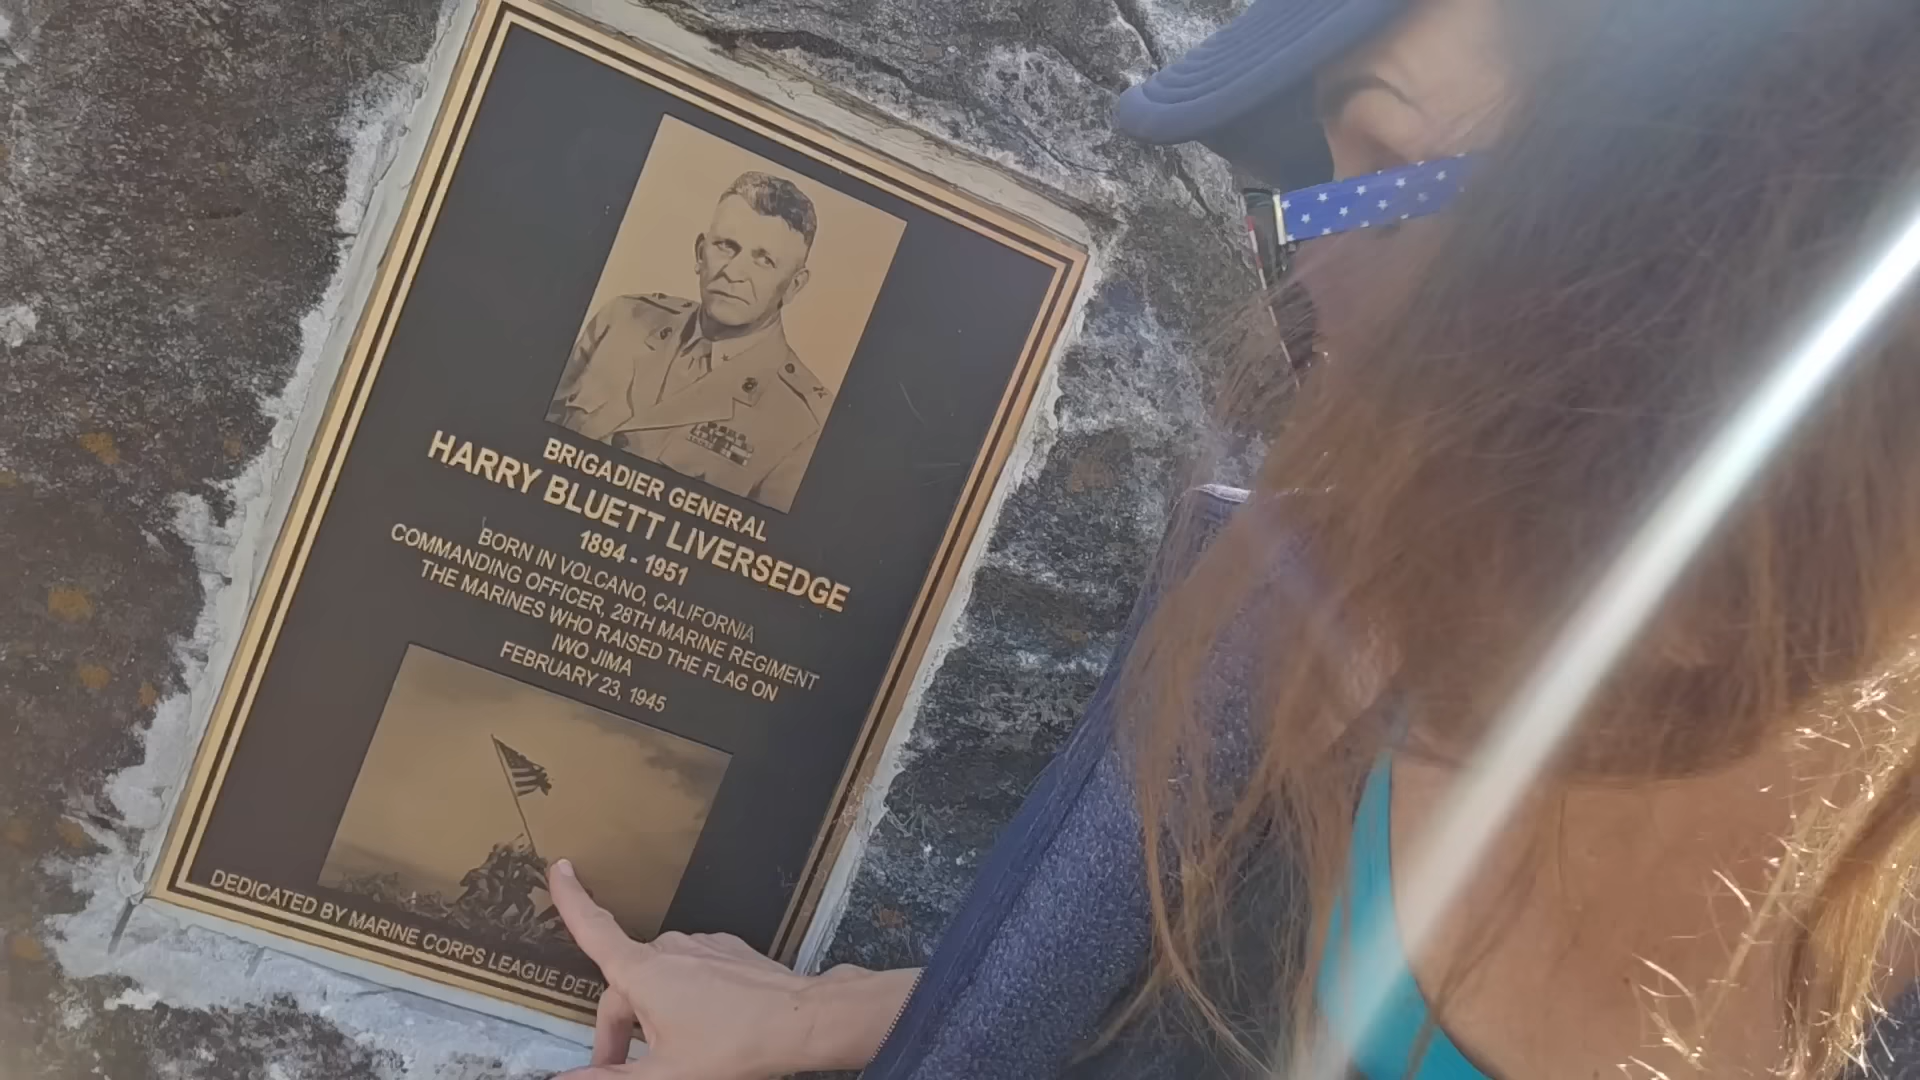 BRIGADIER GENERAL
HARRY BLUETT LIVERSEDGE
1894 - 1951
BORN IN VOLCANO, CALIFORNIA
COMMANDING OFFICER, 28TH MARINE REGIMENT
THE MARINES WHO RAISED THE FLAG ON
IWO JIMA
FEBRUARY 23, 1945
DEDICATED BY MARINE CORPS LEAGUE